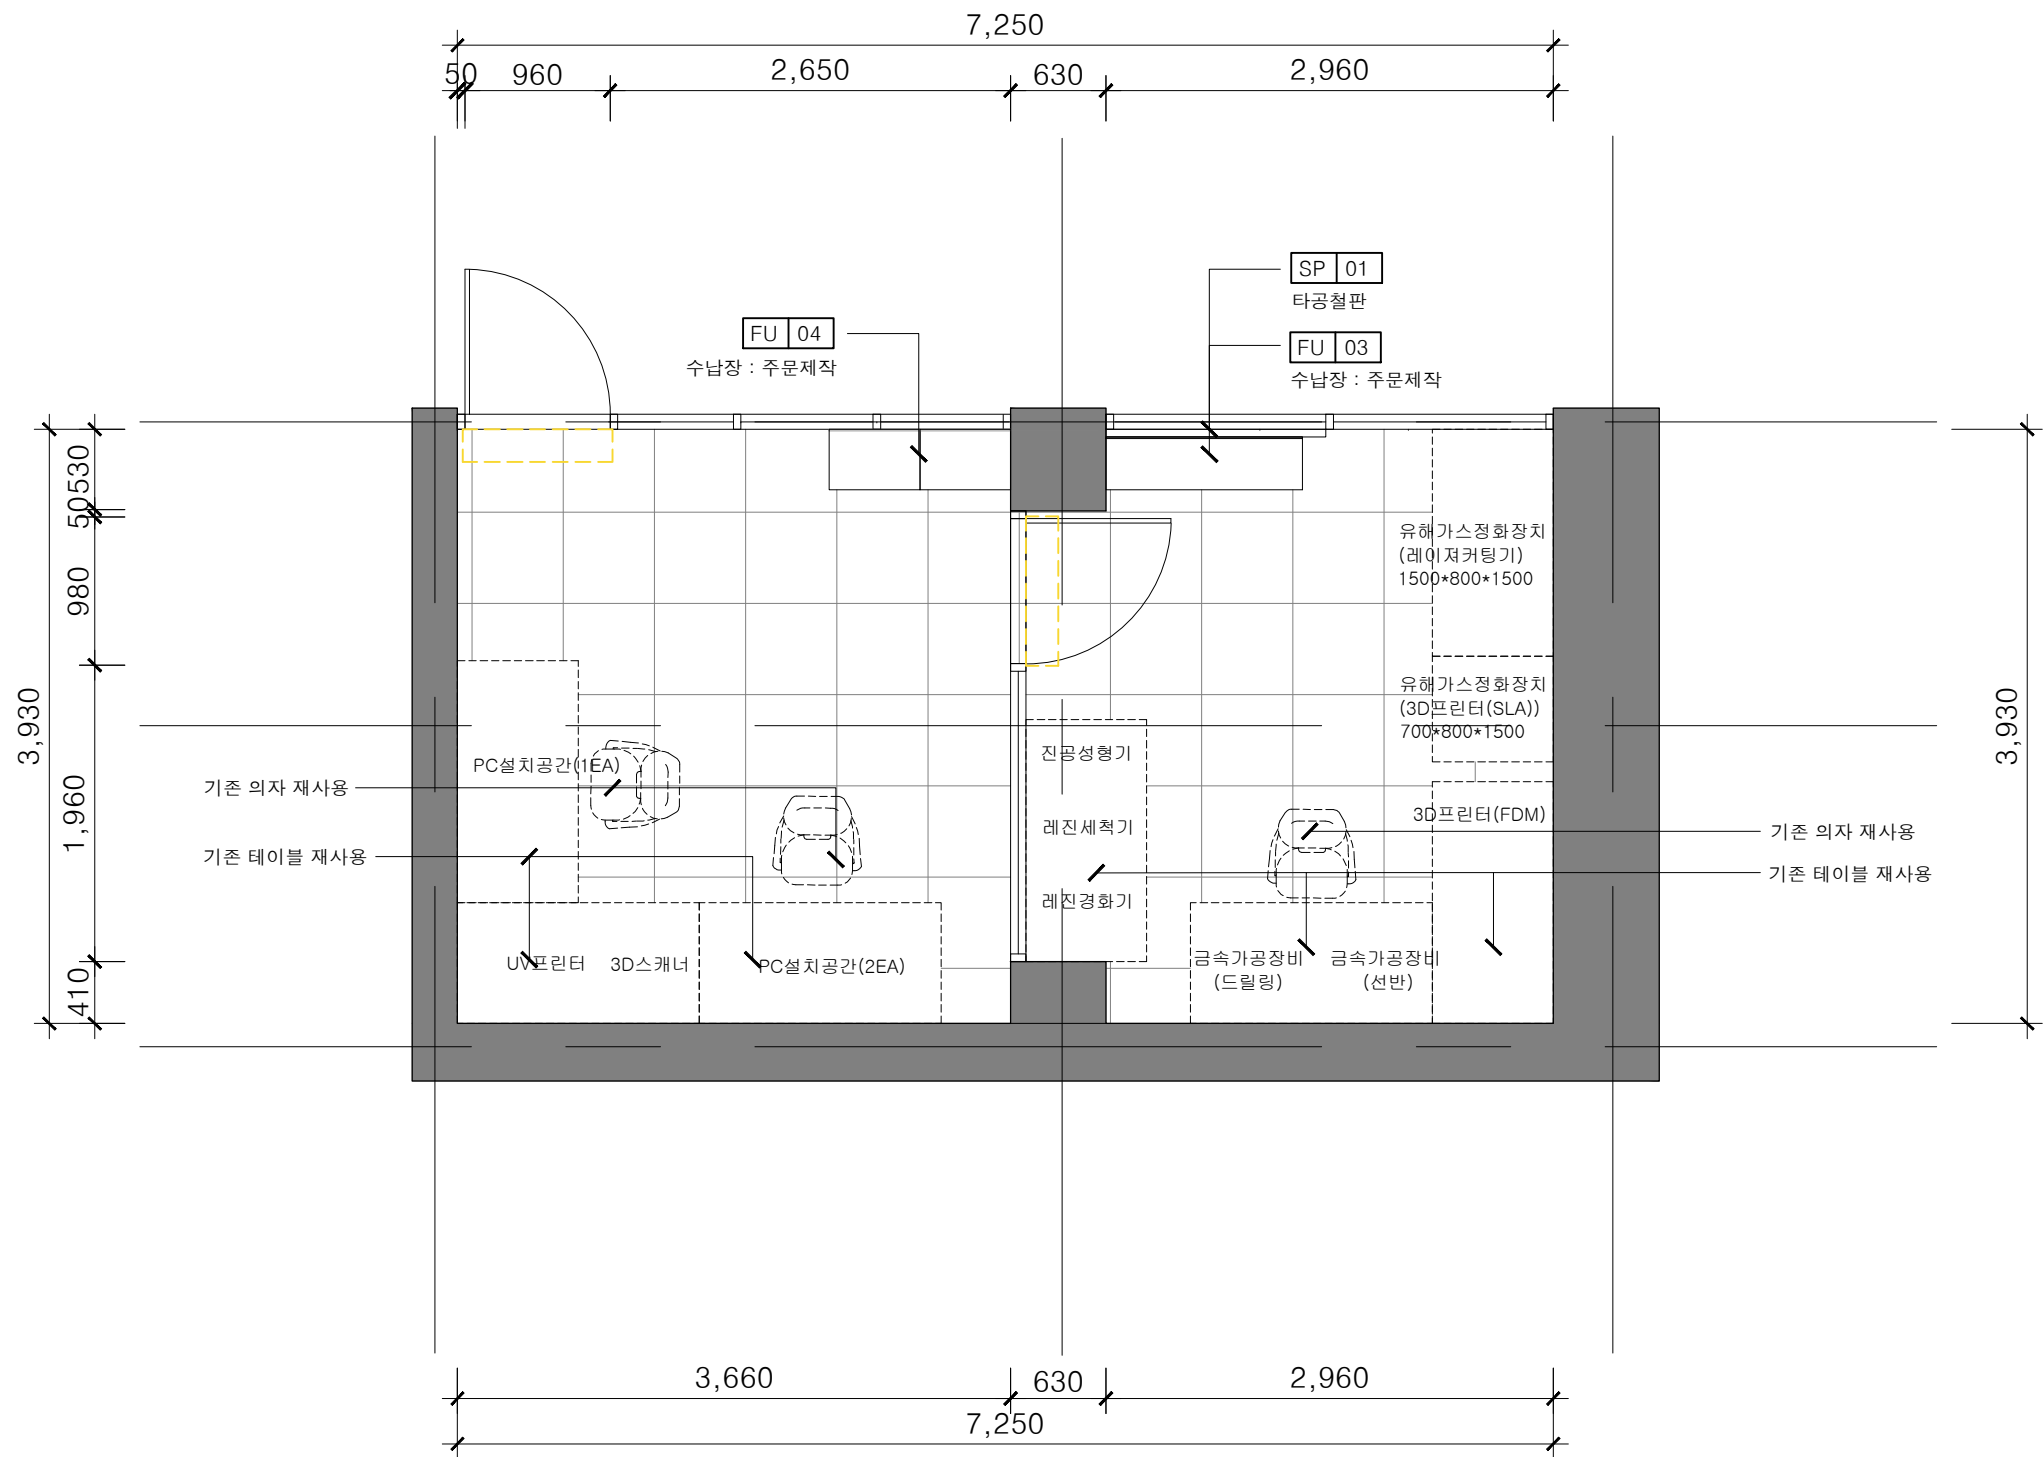 7,250
50
960
2,650
630
2,960
SP 01
타공철판
FU 04
수납장 : 주문제작
FU 03
수납장 : 주문제작
530
50
980
1,960
410
3,930
3,930
유해가스정화장치
(레이져커팅기)
1500*800*1500
유해가스정화장치
(3D프린터(SLA))
700*800*1500
진공성형기
PC설치공간(1EA)
기존 의자 재사용
3D프린터(FDM)
레진세척기
기존 의자 재사용
기존 테이블 재사용
기존 테이블 재사용
레진경화기
UV프린터
3D스캐너
PC설치공간(2EA)
금속가공장비
(드릴링)
금속가공장비
(선반)
3,660
630
2,960
7,250